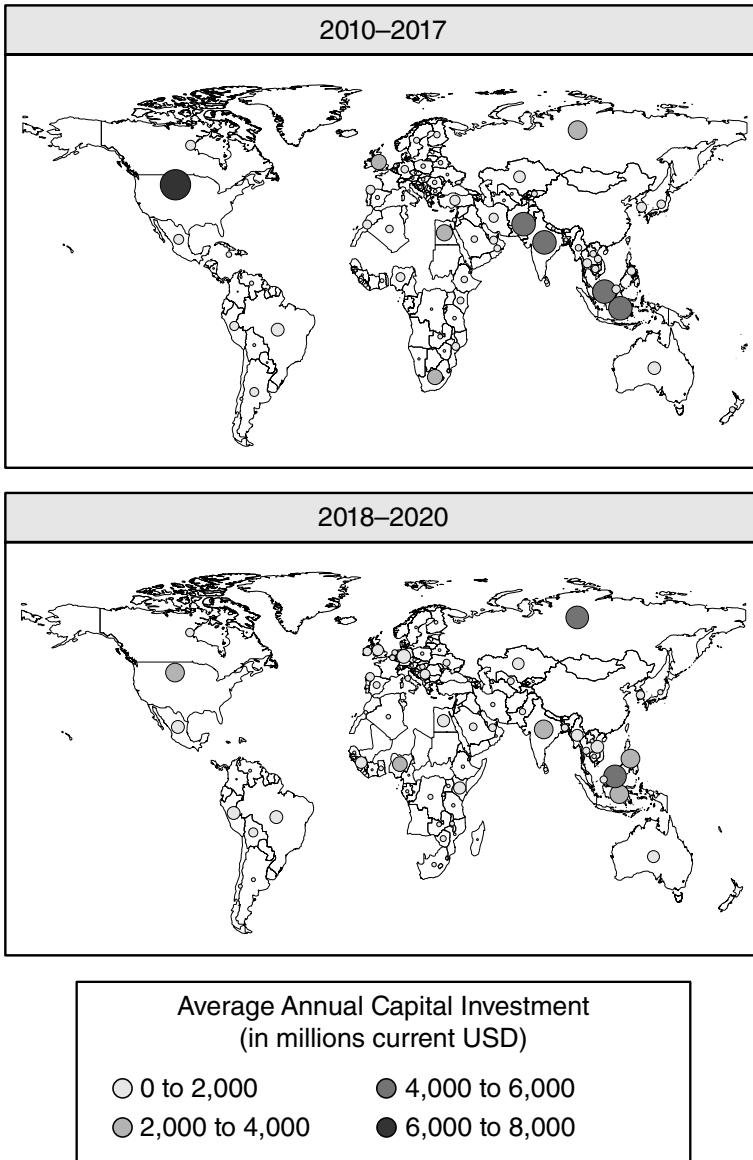 2010–2017
2018–2020
Average Annual Capital Investment
(in millions current USD)
0 to 2,000
4,000 to 6,000
2,000 to 4,000
6,000 to 8,000